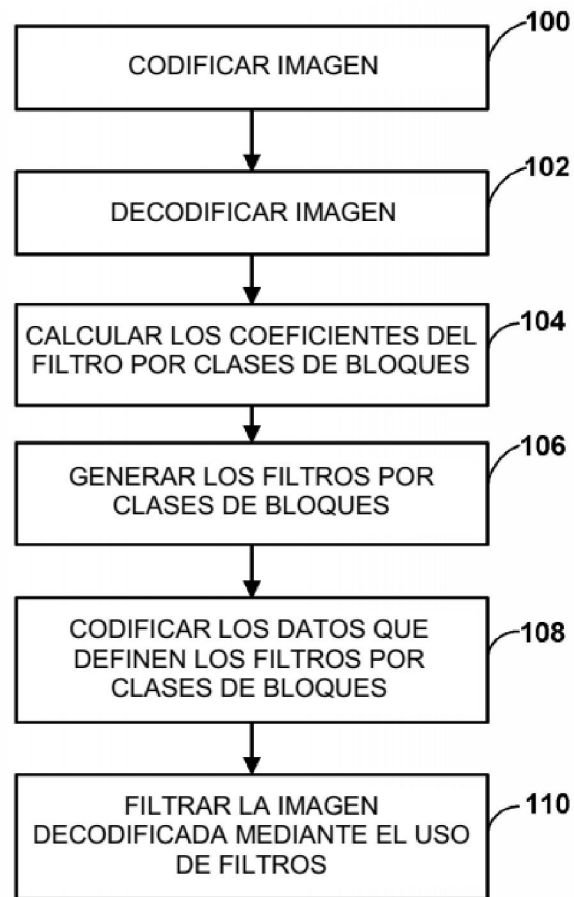 100
CODIFICAR IMAGEN
102
DECODIFICAR IMAGEN
104
CALCULAR LOS COEFICIENTES DEL
FILTRO POR CLASES DE BLOQUES
106
GENERAR LOS FILTROS POR
CLASES DE BLOQUES
108
CODIFICAR LOS DATOS QUE
DEFINEN LOS FILTROS POR
CLASES DE BLOQUES
110
FILTRAR LA IMAGEN
DECODIFICADA MEDIANTE EL USO
DE FILTROS